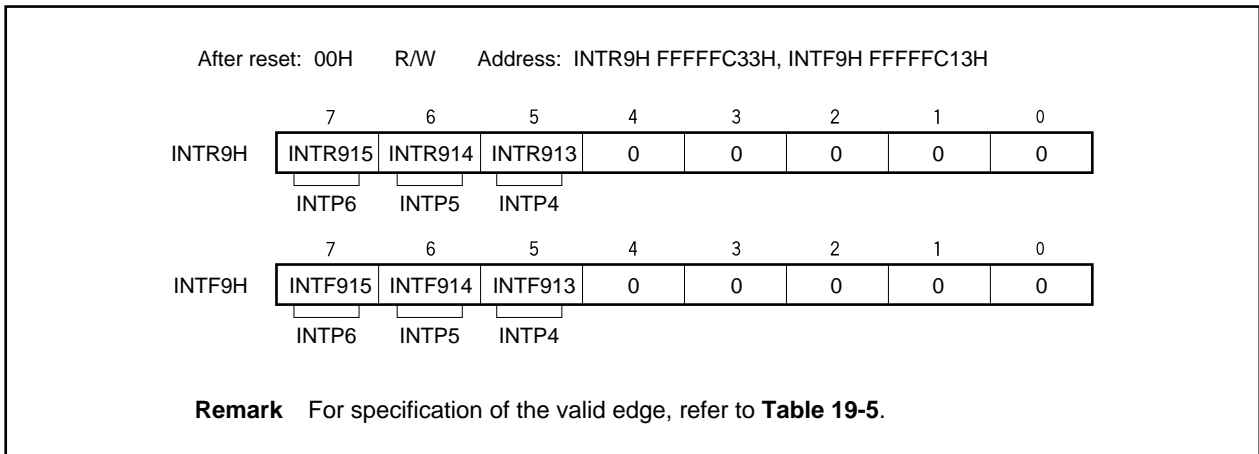 After reset: 00H R/W Address: INTR9H FFFFFC33H, INTF9H FFFFFC13H
7 6 5 4 3 2 1 0
INTR9H INTR915 INTR914 INTR913 0 0 0 0 0
INTP6 INTP5 INTP4
7 6 5 4 3 2 1 0
INTF9H INTF915 INTF914 INTF913 0 0 0 0 0
INTP6 INTP5 INTP4
Remark For specification of the valid edge, refer to Table 19-5.